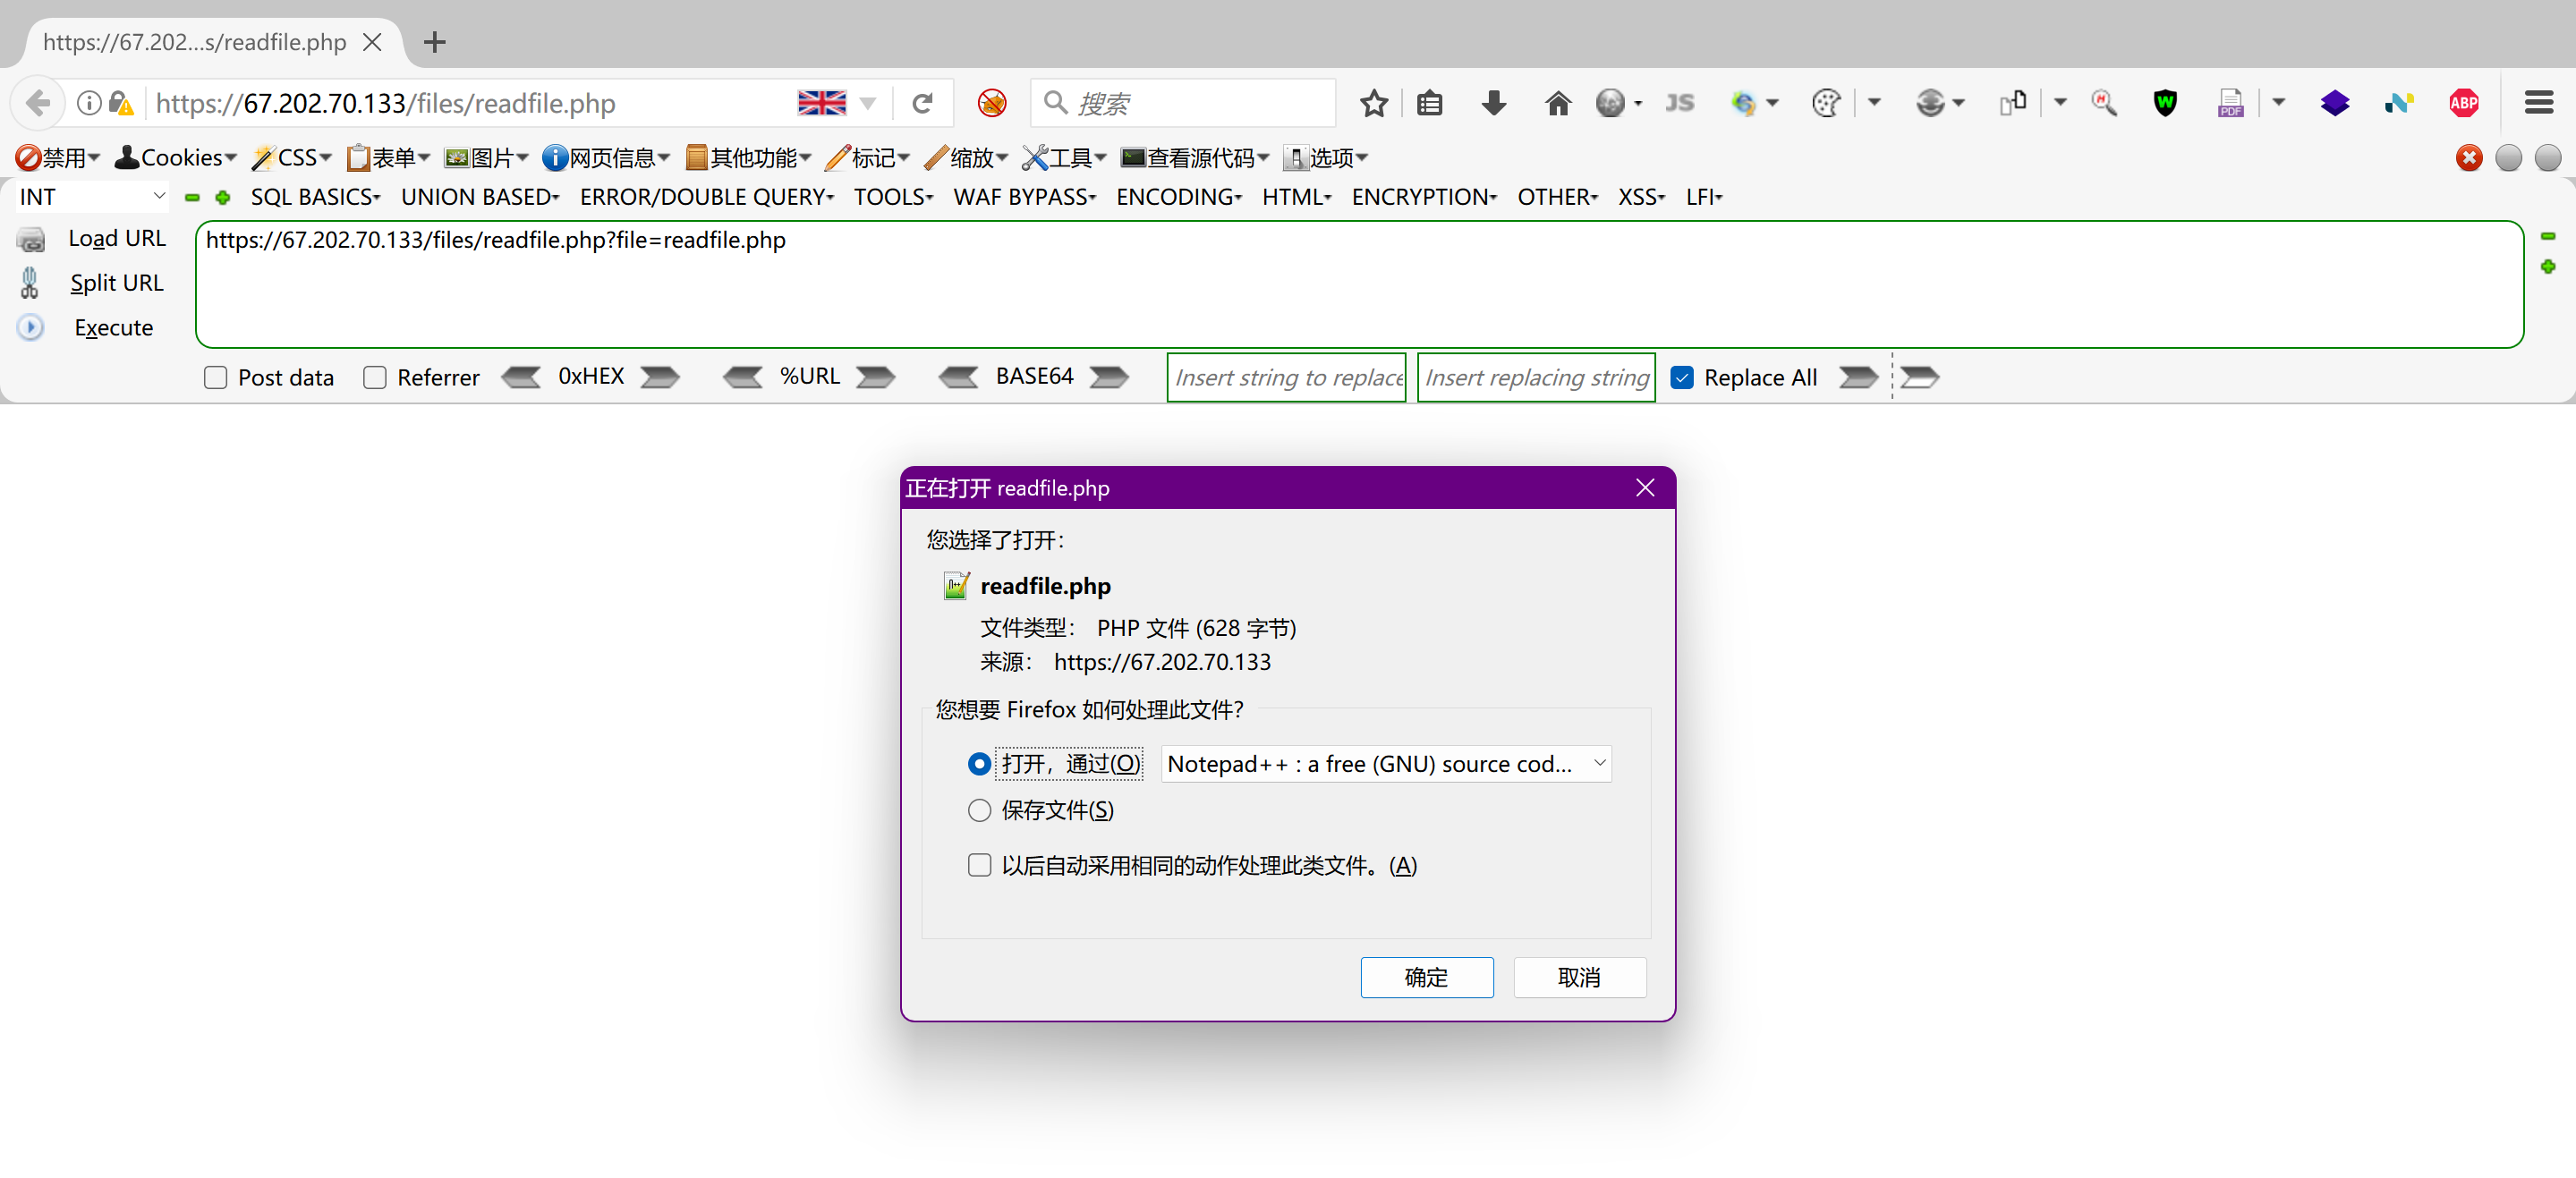 https://67.202...s/readfile.php
https://67.202.70.133/files/readfile.php
搜索
JS
PDF
ABP
禁用 Cookies CSS 表单 图片 网页信息 其他功能 标记 缩放 工具 查看源代码 选项
INT SQL BASICS UNION BASED ERROR/DOUBLE QUERY TOOLS WAF BYPASS ENCODING HTML ENCRYPTION OTHER XSS LFI
Load URL
https://67.202.70.133/files/readfile.php?file=readfile.php
Split URL
Execute
Post data Referrer 0xHEX %URL BASE64 Insert string to replace Insert replacing string Replace All
正在打开 readfile.php
您选择了打开：
readfile.php
文件类型： PHP 文件 (628 字节)
来源： https://67.202.70.133
您想要 Firefox 如何处理此文件？
打开，通过(O) Notepad++ : a free (GNU) source cod...
保存文件(S)
以后自动采用相同的动作处理此类文件。(A)
确定 取消